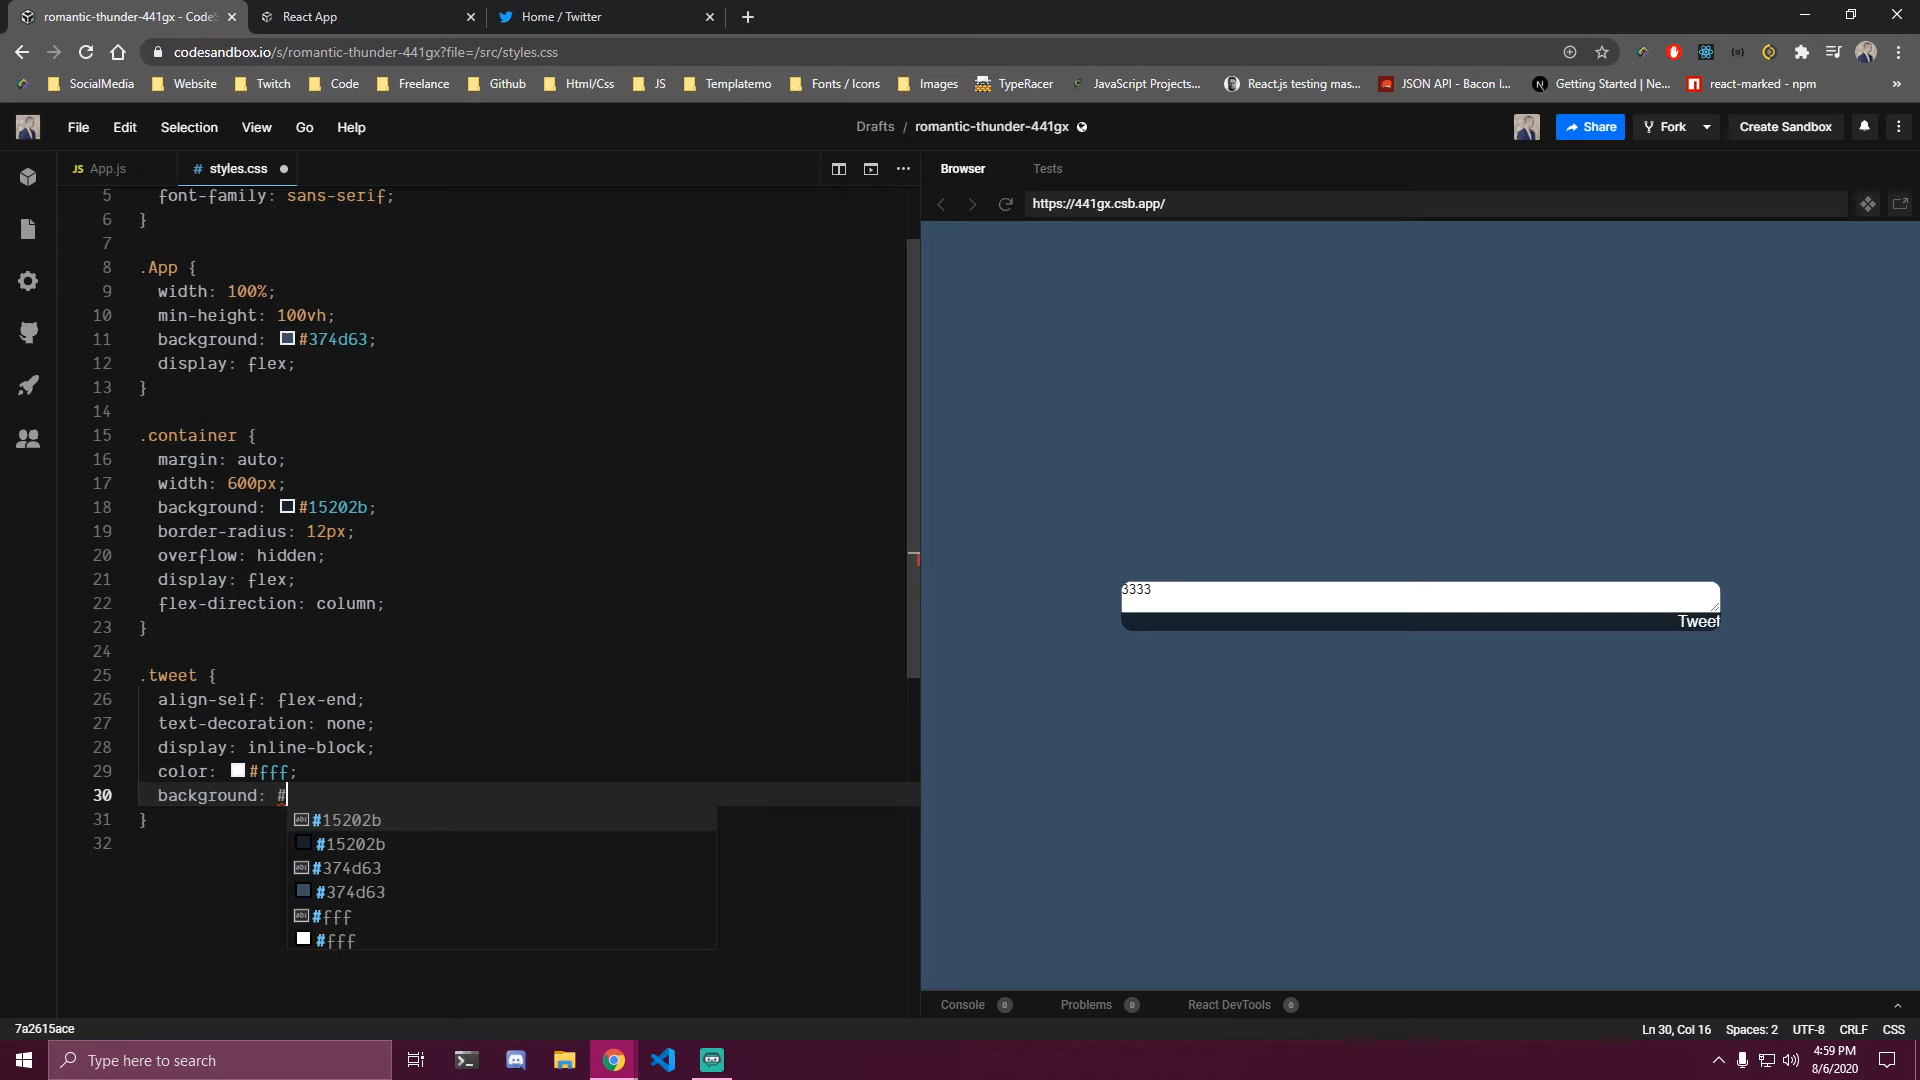 romantic-thunder-441gx - CodeS
React App
Home / Twitter
codesandbox.io/s/romantic-thunder-441gx?file=/src/styles.css
SocialMedia
Website
Twitch
Code
Freelance
Github
Html/Css
JS
Templatemo
Fonts / Icons
Images
TypeRacer
JavaScript Projects...
React.js testing mas...
JSON API - Bacon I...
Getting Started | Ne...
react-marked - npm
»
File
Edit
Selection
View
Go
Help
Drafts / romantic-thunder-441gx
Share
Fork
Create Sandbox
JS App.js
# styles.css
Browser
Tests
https://441gx.csb.app/
5 font-family: sans-serif;
6 }
7
8 .App {
9 width: 100%;
10 min-height: 100vh;
11 background: #374d63;
12 display: flex;
13 }
14
15 .container {
16 margin: auto;
17 width: 600px;
18 background: #15202b;
19 border-radius: 12px;
20 overflow: hidden;
21 display: flex;
22 flex-direction: column;
23 }
24
25 .tweet {
26 align-self: flex-end;
27 text-decoration: none;
28 display: inline-block;
29 color: #fff;
30 background: #
31 }
32
abc #15202b
#15202b
abc #374d63
#374d63
abc #fff
#fff
3333
Tweet
Console 0
Problems 0
React DevTools 0
7a2615ace
Ln 30, Col 16
Spaces: 2
UTF-8
CRLF
CSS
Type here to search
4:59 PM
8/6/2020